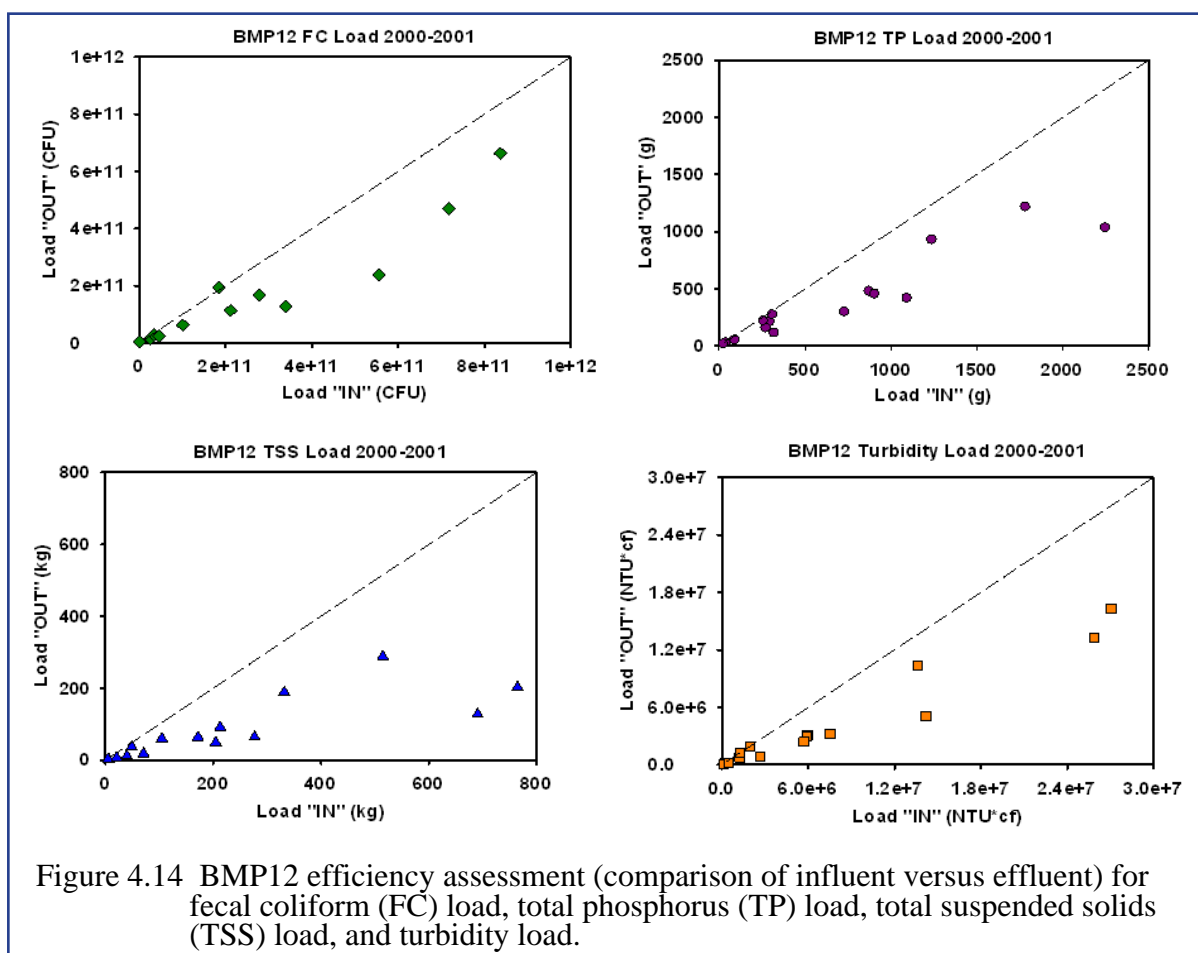 BMP12 FC Load 2000-2001
1e+12
8e+11
6e+11
4e+11
2e+11
0
Load "OUT" (CFU)
0 2e+11 4e+11 6e+11 8e+11 1e+12
Load "IN" (CFU)
BMP12 TP Load 2000-2001
2500
2000
1500
1000
500
0
Load "OUT" (g)
0 500 1000 1500 2000 2500
Load "IN" (g)
BMP12 TSS Load 2000-2001
800
600
400
200
0
Load "OUT" (kg)
0 200 400 600 800
Load "IN" (kg)
BMP12 Turbidity Load 2000-2001
3.0e+7
2.4e+7
1.8e+7
1.2e+7
6.0e+6
0.0
Load "OUT" (NTU*cf)
0.0 6.0e+6 1.2e+7 1.8e+7 2.4e+7 3.0e+7
Load "IN" (NTU*cf)
Figure 4.14 BMP12 efficiency assessment (comparison of influent versus effluent) for
fecal coliform (FC) load, total phosphorus (TP) load, total suspended solids
(TSS) load, and turbidity load.